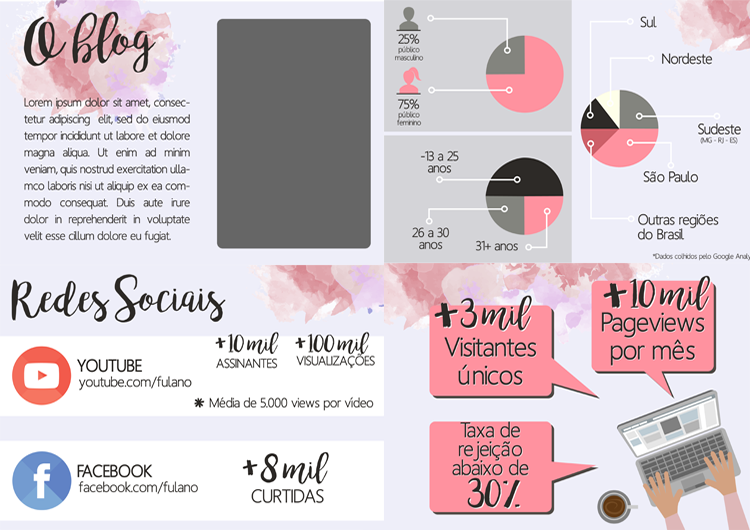 O blog
Lorem ipsum dolor sit amet, consec-
tetur adipiscing elit, sed do eiusmod
tempor incididunt ut labore et dolore
magna aliqua. Ut enim ad minim
veniam, quis nostrud exercitation ulla-
mco laboris nisi ut aliquip ex ea com-
modo consequat. Duis aute irure
dolor in reprehenderit in voluptate
velit esse cillum dolore eu fugiat.
25%
público
masculino
75%
público
feminino
-13 a 25
anos
26 a 30
anos
31+ anos
Sul
Nordeste
Sudeste
(MG - RJ - ES)
São Paulo
Outras regiões
do Brasil
*Dados colhidos pelo Google Analy
Redes Sociais
YOUTUBE
youtube.com/fulano
+10 mil
ASSINANTES
+100 mil
VISUALIZAÇÕES
* Média de 5.000 views por vídeo
f
FACEBOOK
facebook.com/fulano
+8 mil
CURTIDAS
+3 mil
Visitantes
únicos
+10 mil
Pageviews
por mês
Taxa de
rejeição
abaixo de
30%